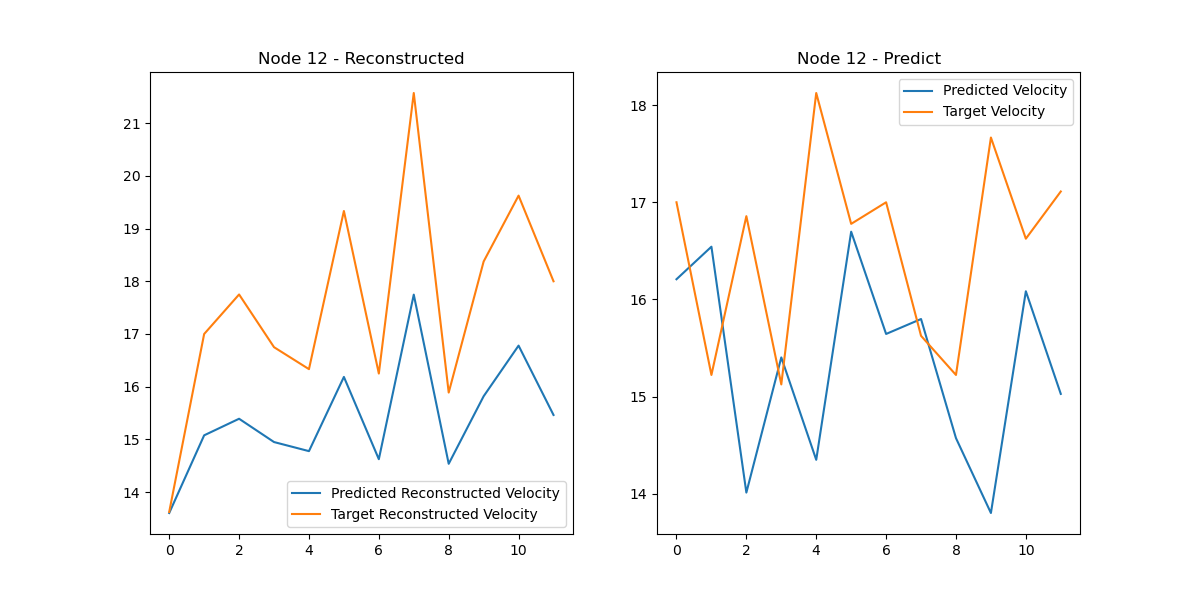 Node 12 - Reconstructed
21
20
19
18
17
16
15
14
0 2 4 6 8 10
Predicted Reconstructed Velocity
Target Reconstructed Velocity
Node 12 - Predict
18
17
16
15
14
0 2 4 6 8 10
Predicted Velocity
Target Velocity